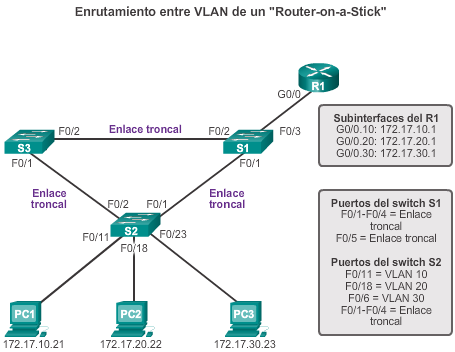 Enrutamiento entre VLAN de un "Router-on-a-Stick"
R1
G0/0
Enlace troncal
F0/2
F0/2
F0/3
S3
S1
F0/1
F0/1
Subinterfaces del R1
G0/0.10: 172.17.10.1
G0/0.20: 172.17.20.1
G0/0.30: 172.17.30.1
Enlace
troncal
Enlace
troncal
F0/2
F0/1
S2
F0/11
F0/18
F0/23
Puertos del switch S1
F0/1-F0/4 = Enlace
troncal
F0/5 = Enlace troncal
Puertos del switch S2
F0/11 = VLAN 10
F0/18 = VLAN 20
F0/6 = VLAN 30
F0/1-F0/4 = Enlace
troncal
PC1
PC2
PC3
172.17.10.21
172.17.20.22
172.17.30.23